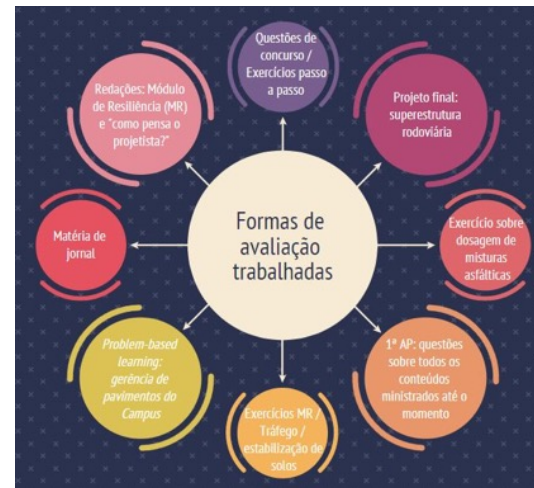 Questões de
concurso /
Exercícios passo
a passo
Redações: Módulo
de Resiliência (MR)
e "como pensa o
projetista?"
Projeto final:
superestrutura
rodoviária
Matéria de
jornal
Formas de
avaliação
trabalhadas
Exercício sobre
dosagem de
misturas
asfálticas
Problem-based
learning:
gerência de
pavimentos do
Campus
1ª AP: questões
sobre todos os
conteúdos
ministrados até o
momento
Exercícios MR /
Tráfego /
estabilização de
solos